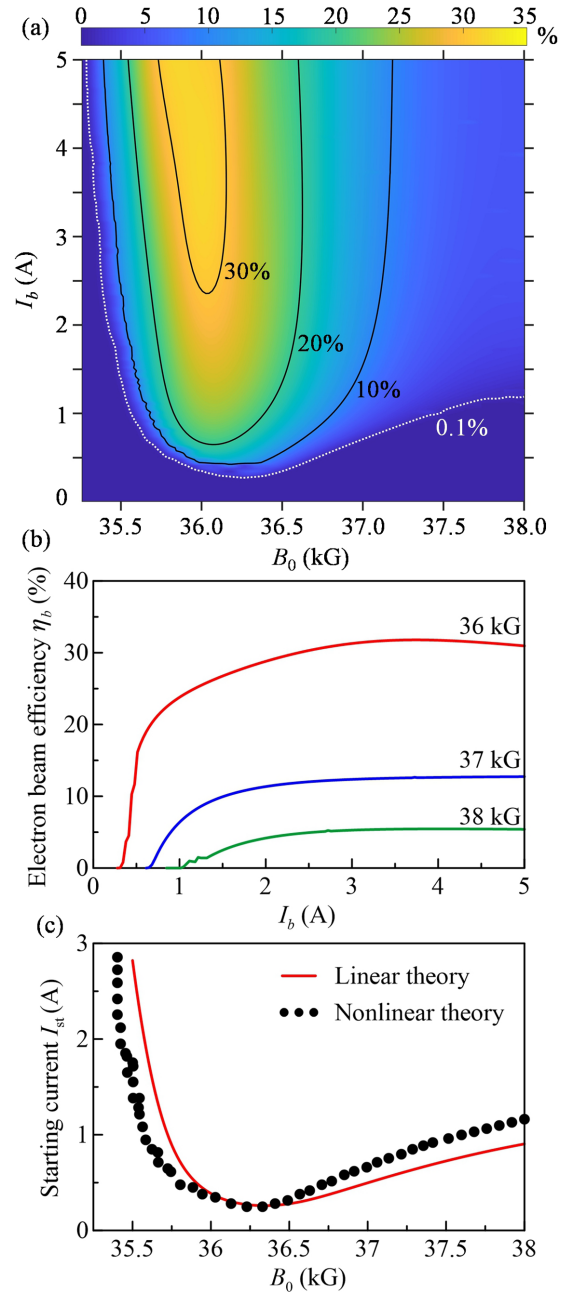 (a)
0 5 10 15 20 25 30 35 %
5
4
3
2
1
0
I_b (A)
30%
20%
10%
0.1%
35.5 36.0 36.5 37.0 37.5 38.0
B_0 (kG)
(b)
Electron beam efficiency η_b (%)
40
30
20
10
0
36 kG
37 kG
38 kG
0 1 2 3 4 5
I_b (A)
(c)
Starting current I_st (A)
3
2
1
0
Linear theory
Nonlinear theory
35.5 36 36.5 37 37.5 38
B_0 (kG)